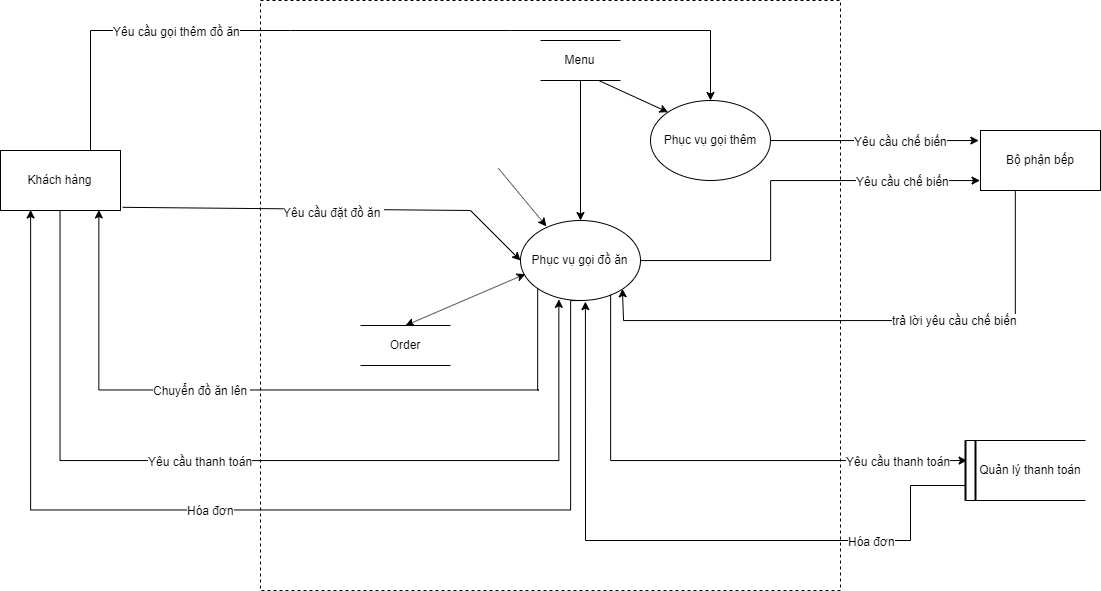 Yêu cầu gọi thêm đồ ăn
Menu
Phục vụ gọi thêm
Yêu cầu chế biến
Bộ phận bếp
Khách hàng
Yêu cầu chế biến
Yêu cầu đặt đồ ăn
Phục vụ gọi đồ ăn
trả lời yêu cầu chế biến
Order
Chuyển đồ ăn lên
Yêu cầu thanh toán
Yêu cầu thanh toán
Quản lý thanh toán
Hóa đơn
Hóa đơn